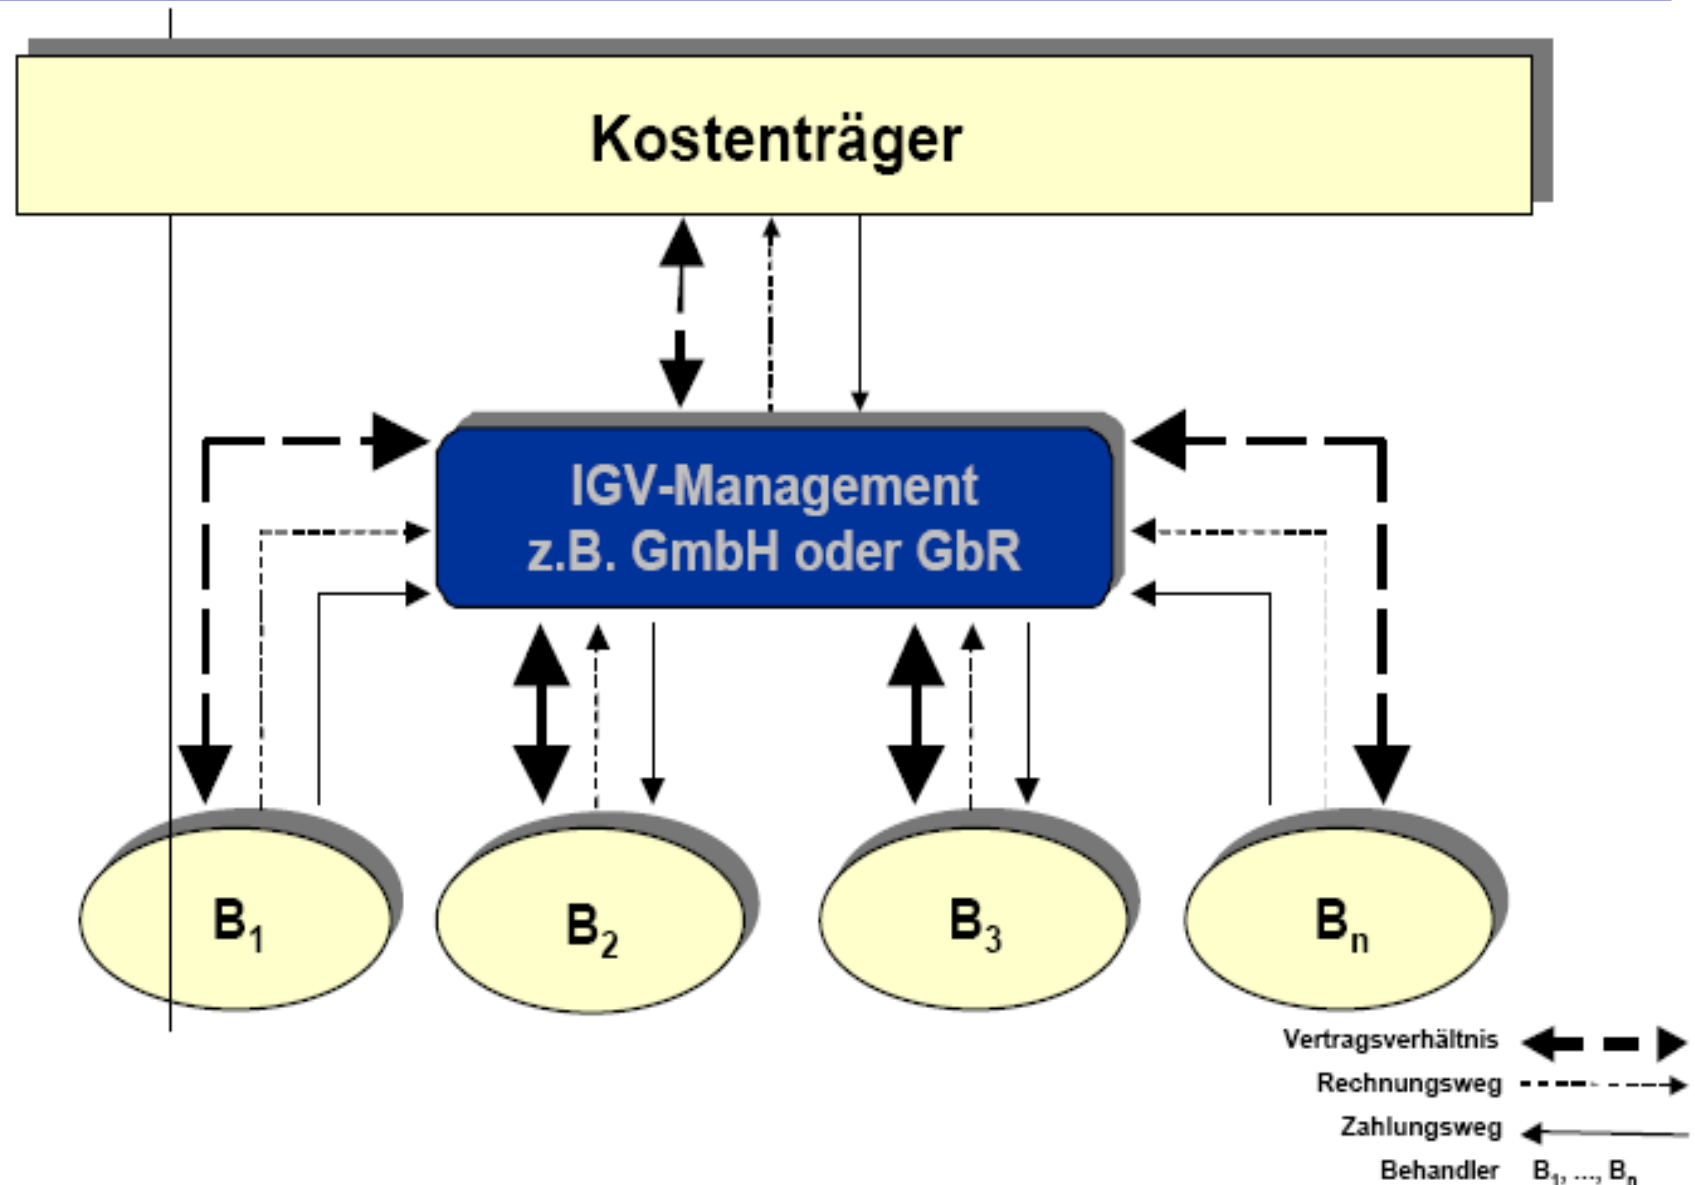 Kostenträger
IGV-Management
z.B. GmbH oder GbR
B1
B2
B3
Bn
Vertragsverhältnis
Rechnungsweg
Zahlungsweg
Behandler B1, ..., Bn